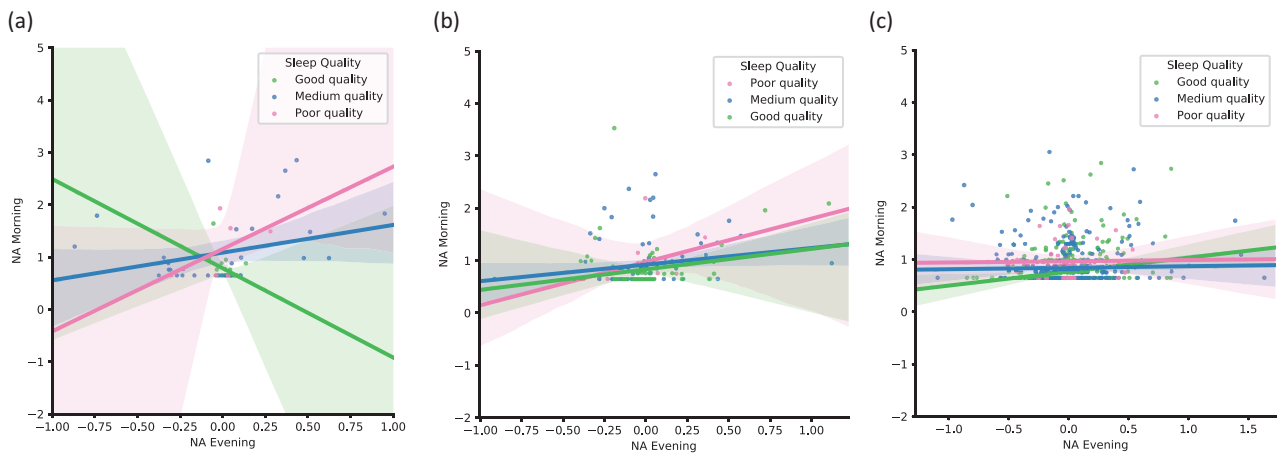 (a)
(b)
(c)
Sleep Quality
Good quality
Medium quality
Poor quality
NA Morning
5
4
3
2
1
0
−1
−2
−1.00 −0.75 −0.50 −0.25 0.00 0.25 0.50 0.75 1.00
NA Evening
Sleep Quality
Poor quality
Medium quality
Good quality
NA Morning
5
4
3
2
1
0
−1
−2
−1.00 −0.75 −0.50 −0.25 0.00 0.25 0.50 0.75 1.00
NA Evening
Sleep Quality
Good quality
Medium quality
Poor quality
NA Morning
5
4
3
2
1
0
−1
−2
−1.0 −0.5 0.0 0.5 1.0 1.5
NA Evening